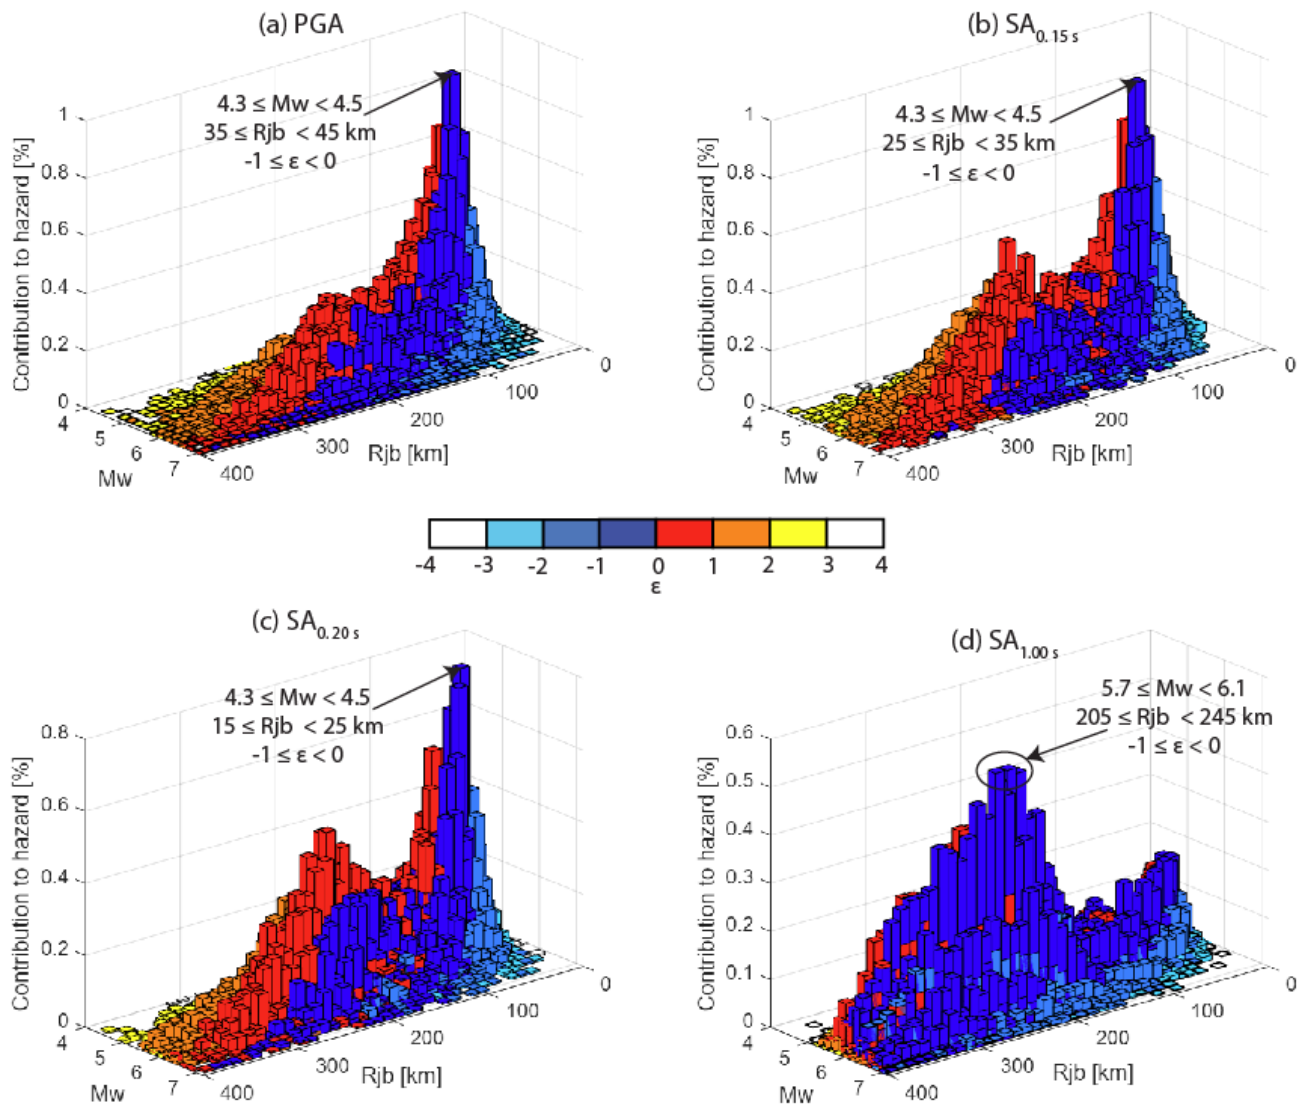 (a) PGA
4.3 ≤ Mw < 4.5
35 ≤ Rjb < 45 km
-1 ≤ ε < 0
Contribution to hazard [%]
1
0.8
0.6
0.4
0.2
0
4
5
6
7
Mw
400
300
200
100
0
Rjb [km]
(b) SA0.15 s
4.3 ≤ Mw < 4.5
25 ≤ Rjb < 35 km
-1 ≤ ε < 0
Contribution to hazard [%]
1
0.8
0.6
0.4
0.2
0
4
5
6
7
Mw
400
300
200
100
0
Rjb [km]
-4 -3 -2 -1 0 1 2 3 4
ε
(c) SA0.20 s
4.3 ≤ Mw < 4.5
15 ≤ Rjb < 25 km
-1 ≤ ε < 0
Contribution to hazard [%]
0.8
0.6
0.4
0.2
0
4
5
6
7
Mw
400
300
200
100
0
Rjb [km]
(d) SA1.00 s
5.7 ≤ Mw < 6.1
205 ≤ Rjb < 245 km
-1 ≤ ε < 0
Contribution to hazard [%]
0.6
0.5
0.4
0.3
0.2
0.1
0
4
5
6
7
Mw
400
300
200
100
0
Rjb [km]